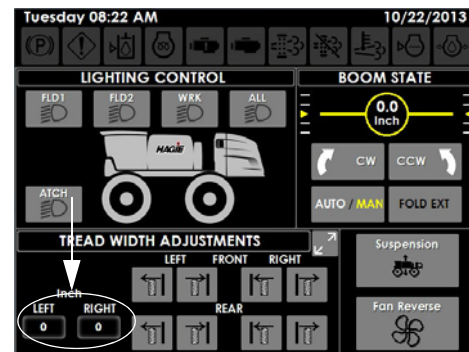 Tuesday 08:22 AM 10/22/2013
LIGHTING CONTROL
FLD1 FLD2 WRK ALL
HAGIE
ATCH
BOOM STATE
0.0
Inch
CW CCW
AUTO / MAN FOLD EXT
TREAD WIDTH ADJUSTMENTS
LEFT FRONT RIGHT
Inch
LEFT RIGHT
0 0
REAR
Suspension
Fan Reverse